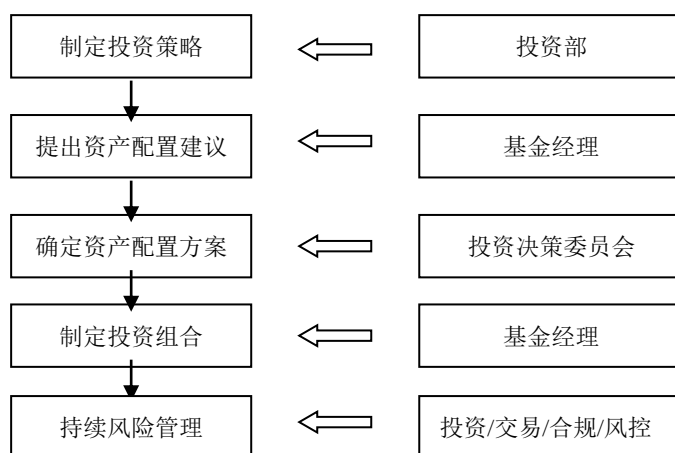 制定投资策略
投资部
提出资产配置建议
基金经理
确定资产配置方案
投资决策委员会
制定投资组合
基金经理
持续风险管理
投资/交易/合规/风控